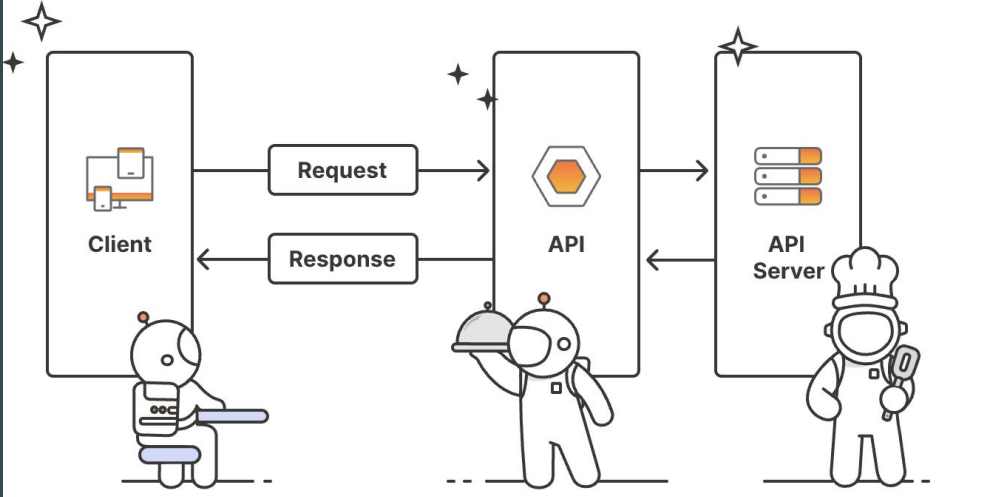 Request
Response
Client
API
API
Server